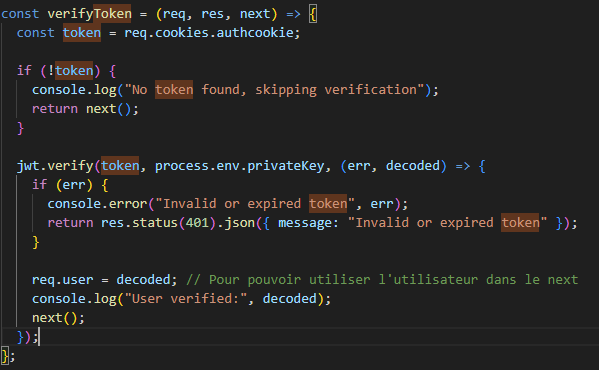 const verifyToken = (req, res, next) => {
const token = req.cookies.authcookie;
if (!token) {
console.log("No token found, skipping verification");
return next();
}
jwt.verify(token, process.env.privateKey, (err, decoded) => {
if (err) {
console.error("Invalid or expired token", err);
return res.status(401).json({ message: "Invalid or expired token" });
}
req.user = decoded; // Pour pouvoir utiliser l'utilisateur dans le next
console.log("User verified:", decoded);
next();
});
};